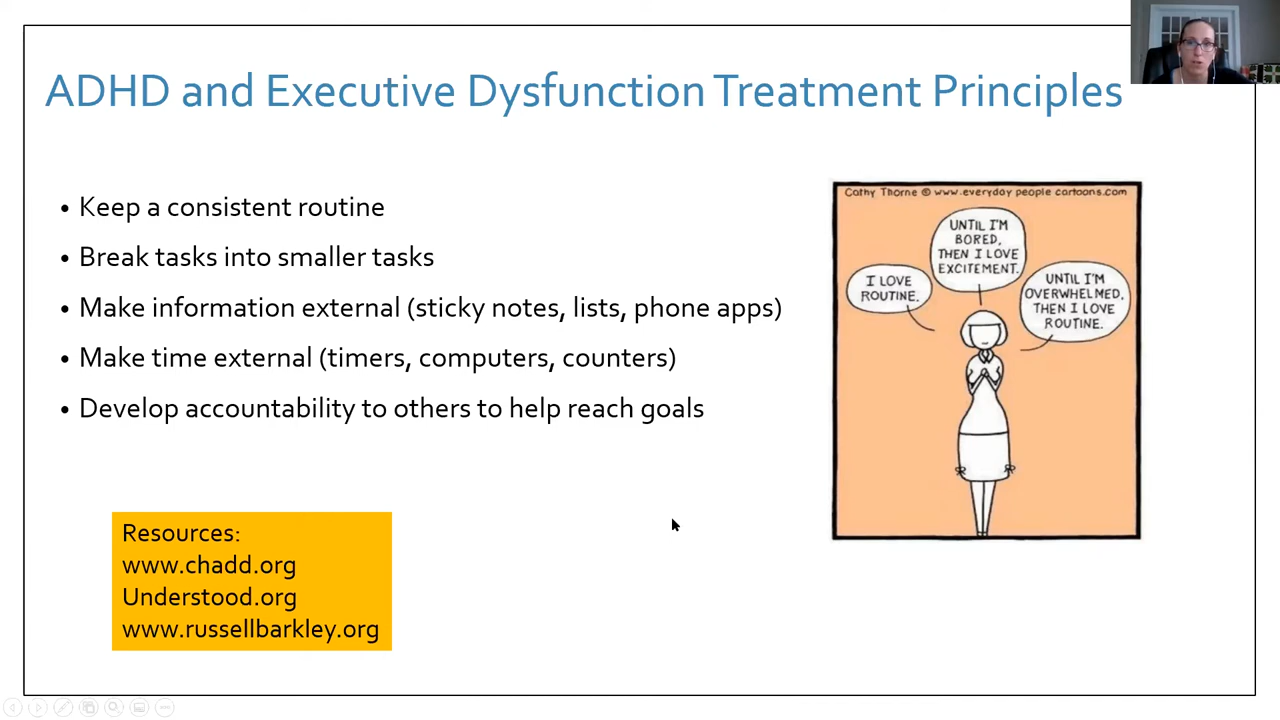 ADHD and Executive Dysfunction Treatment Principles
• Keep a consistent routine
• Break tasks into smaller tasks
• Make information external (sticky notes, lists, phone apps)
• Make time external (timers, computers, counters)
• Develop accountability to others to help reach goals
Resources:
www.chadd.org
Understood.org
www.russellbarkley.org
Cathy Thorne © www.everyday people cartoons.com
I LOVE
ROUTINE.
UNTIL I'M
BORED,
THEN I LOVE
EXCITEMENT.
UNTIL I'M
OVERWHELMED,
THEN I LOVE
ROUTINE.